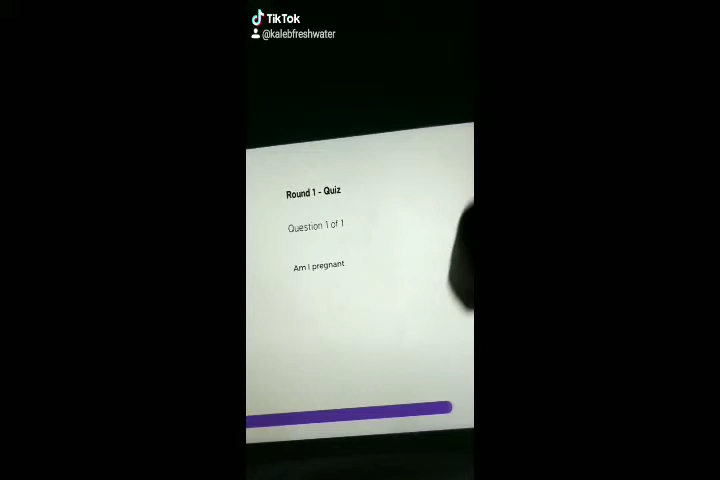 TikTok
@kalebfreshwater
Round 1 - Quiz
Question 1 of 1
Am I pregnant